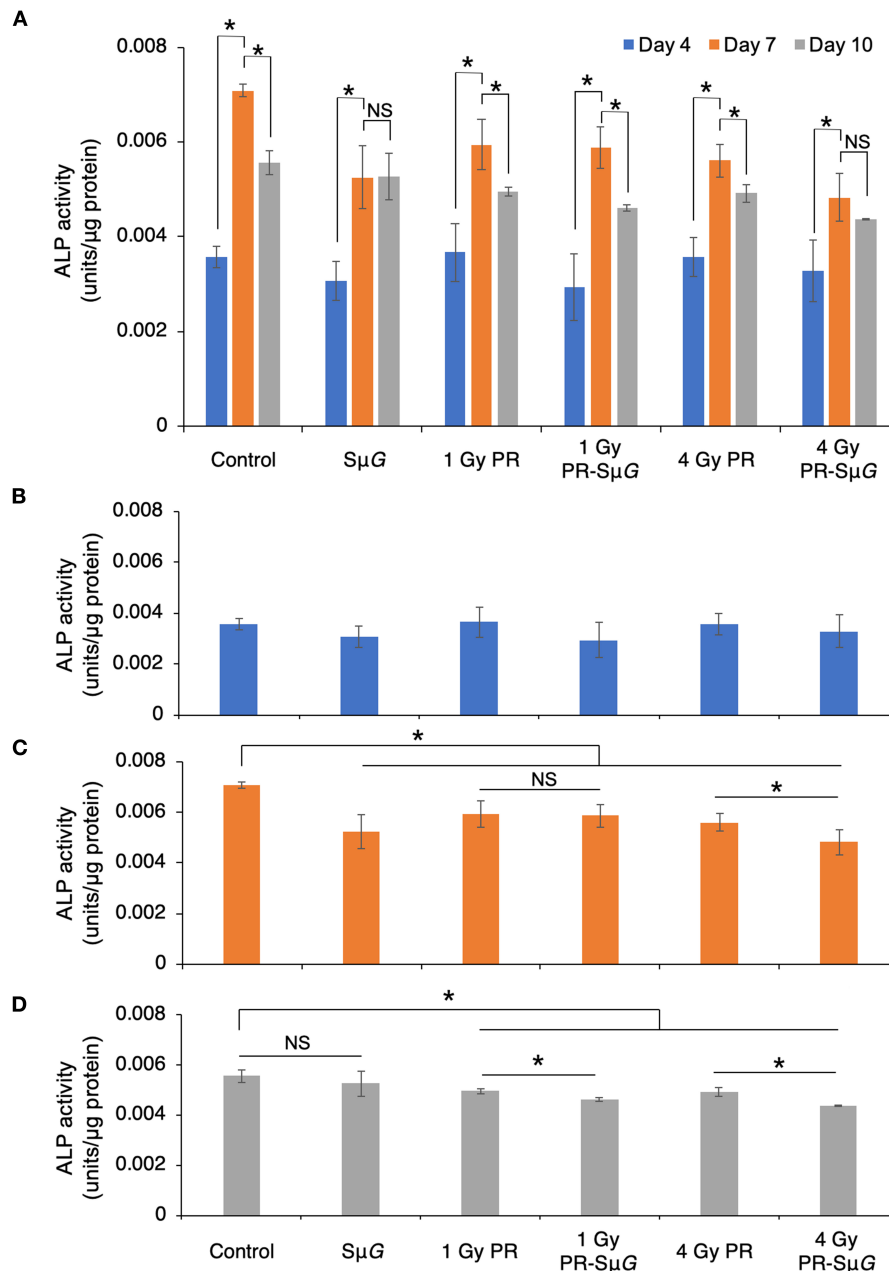 A
0.008
0.006
0.004
0.002
0
ALP activity
(units/µg protein)
Day 4 Day 7 Day 10
* * * NS * * * * * * * NS
Control SµG 1 Gy PR 1 Gy PR-SµG 4 Gy PR 4 Gy PR-SµG
B
0.008
0.006
0.004
0.002
0
ALP activity
(units/µg protein)
C
0.008
0.006
0.004
0.002
0
ALP activity
(units/µg protein)
* NS *
D
0.008
0.006
0.004
0.002
0
ALP activity
(units/µg protein)
*
NS * *
Control SµG 1 Gy PR 1 Gy PR-SµG 4 Gy PR 4 Gy PR-SµG